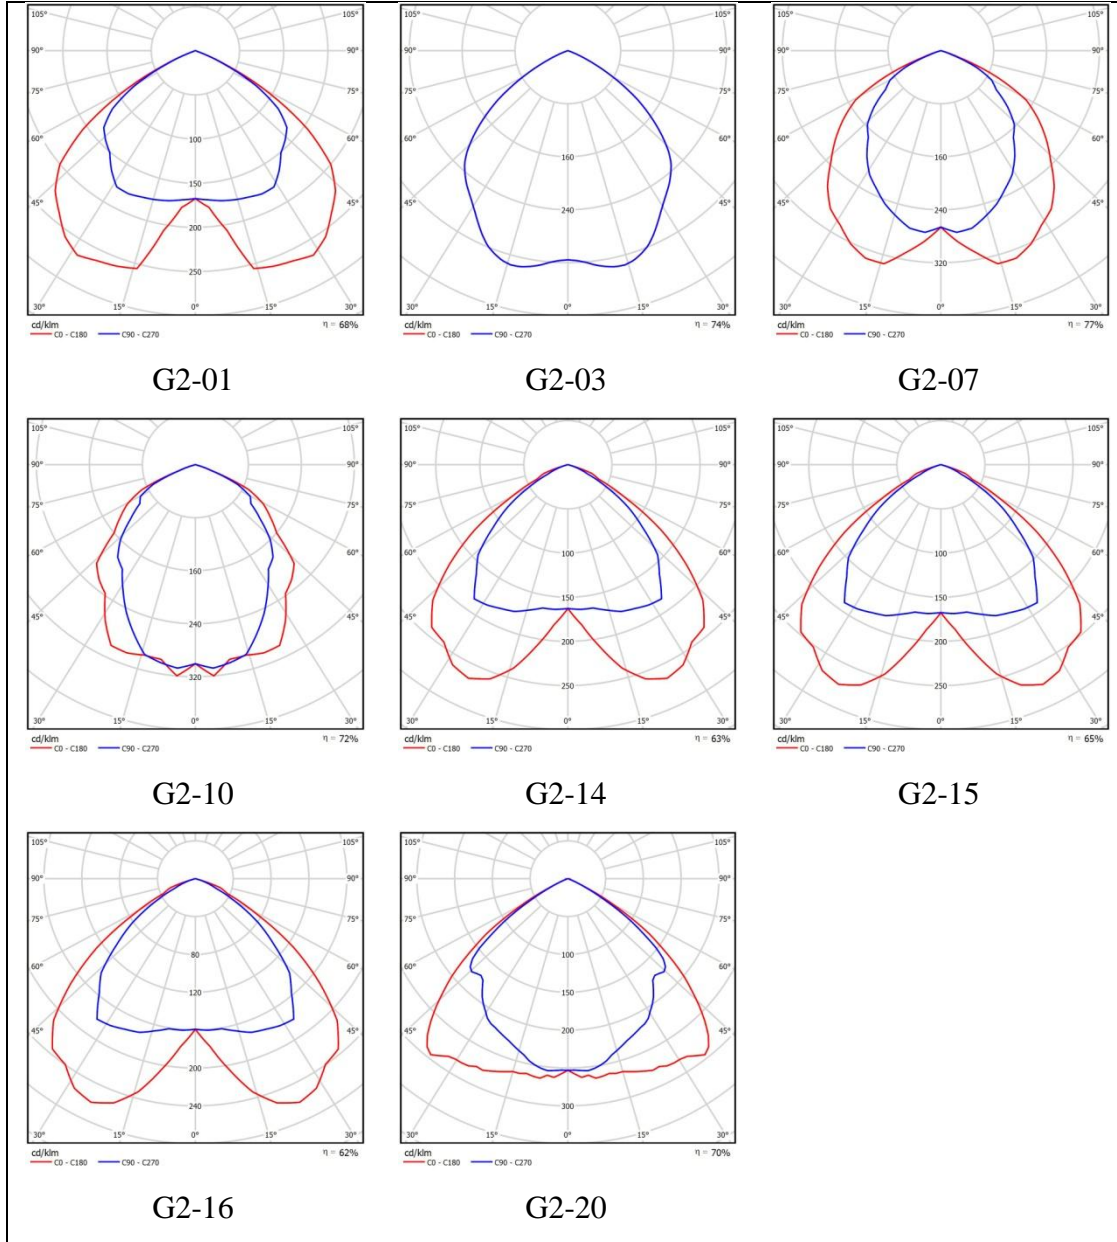 105° 105° 105° 105° 105° 105°
90° 90° 90° 90° 90° 90°
75° 75° 75° 75° 75° 75°
100
60° 60° 60° 160 60° 60° 160 60°
150
45° 45° 45° 240 45° 45° 240 45°
200
250 320
30° 15° 0° 15° 30° 30° 15° 0° 15° 30° 30° 15° 0° 15° 30°
cd/klm η = 68% cd/klm η = 74% cd/klm η = 77%
C0 - C180 C90 - C270 C0 - C180 C90 - C270 C0 - C180 C90 - C270
G2-01 G2-03 G2-07
105° 105° 105° 105° 105° 105°
90° 90° 90° 90° 90° 90°
75° 75° 75° 75° 75° 75°
100 100
60° 160 60° 60° 60° 60° 60°
150 150
45° 240 45° 45° 45° 45° 45°
200 200
320 250 250
30° 15° 0° 15° 30° 30° 15° 0° 15° 30° 30° 15° 0° 15° 30°
cd/klm η = 72% cd/klm η = 63% cd/klm η = 65%
C0 - C180 C90 - C270 C0 - C180 C90 - C270 C0 - C180 C90 - C270
G2-10 G2-14 G2-15
105° 105° 105° 105°
90° 90° 90° 90°
75° 75° 75° 75°
80 100
60° 60° 60° 60°
120 150
45° 45° 45° 200 45°
200
240 300
30° 15° 0° 15° 30° 30° 15° 0° 15° 30°
cd/klm η = 62% cd/klm η = 70%
C0 - C180 C90 - C270 C0 - C180 C90 - C270
G2-16 G2-20